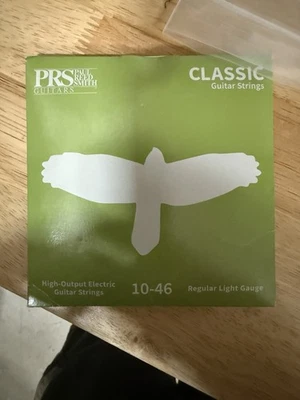 PRS PAUL
REED
SMITH
GUITARS
CLASSIC
Guitar Strings
High-Output Electric
Guitar Strings
10-46
Regular Light Gauge